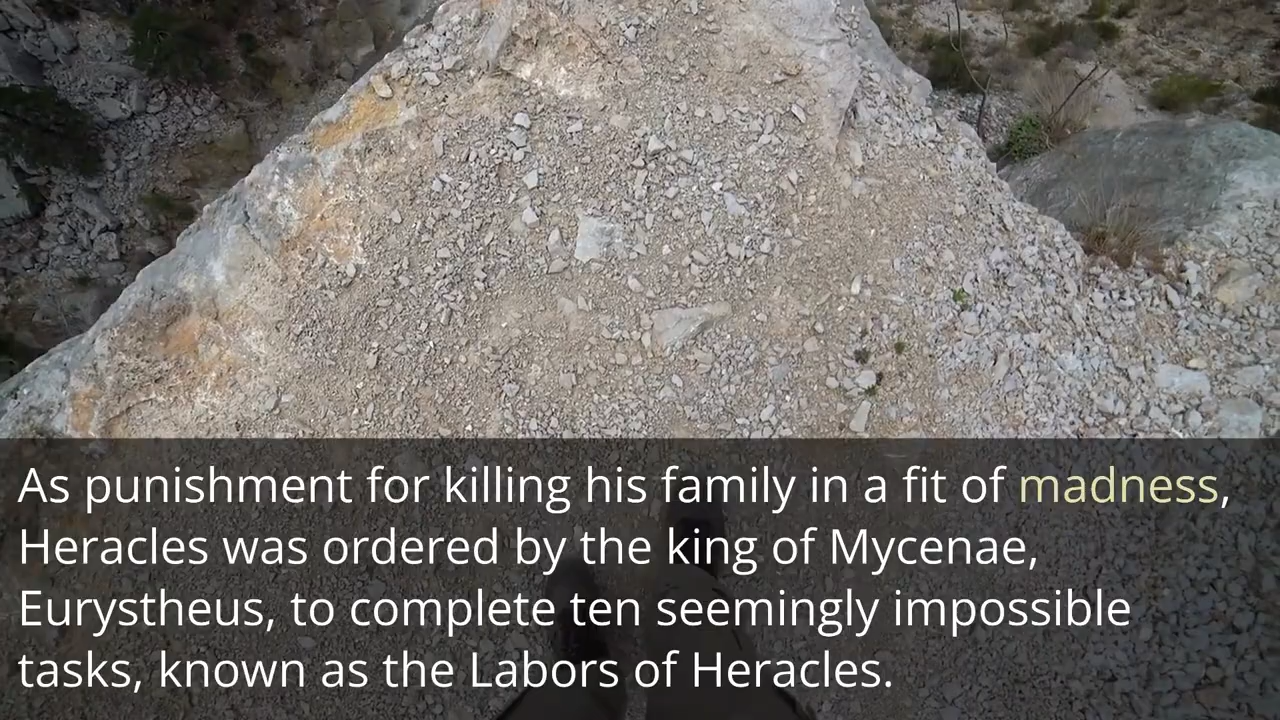 As punishment for killing his family in a fit of madness,
Heracles was ordered by the king of Mycenae,
Eurystheus, to complete ten seemingly impossible
tasks, known as the Labors of Heracles.